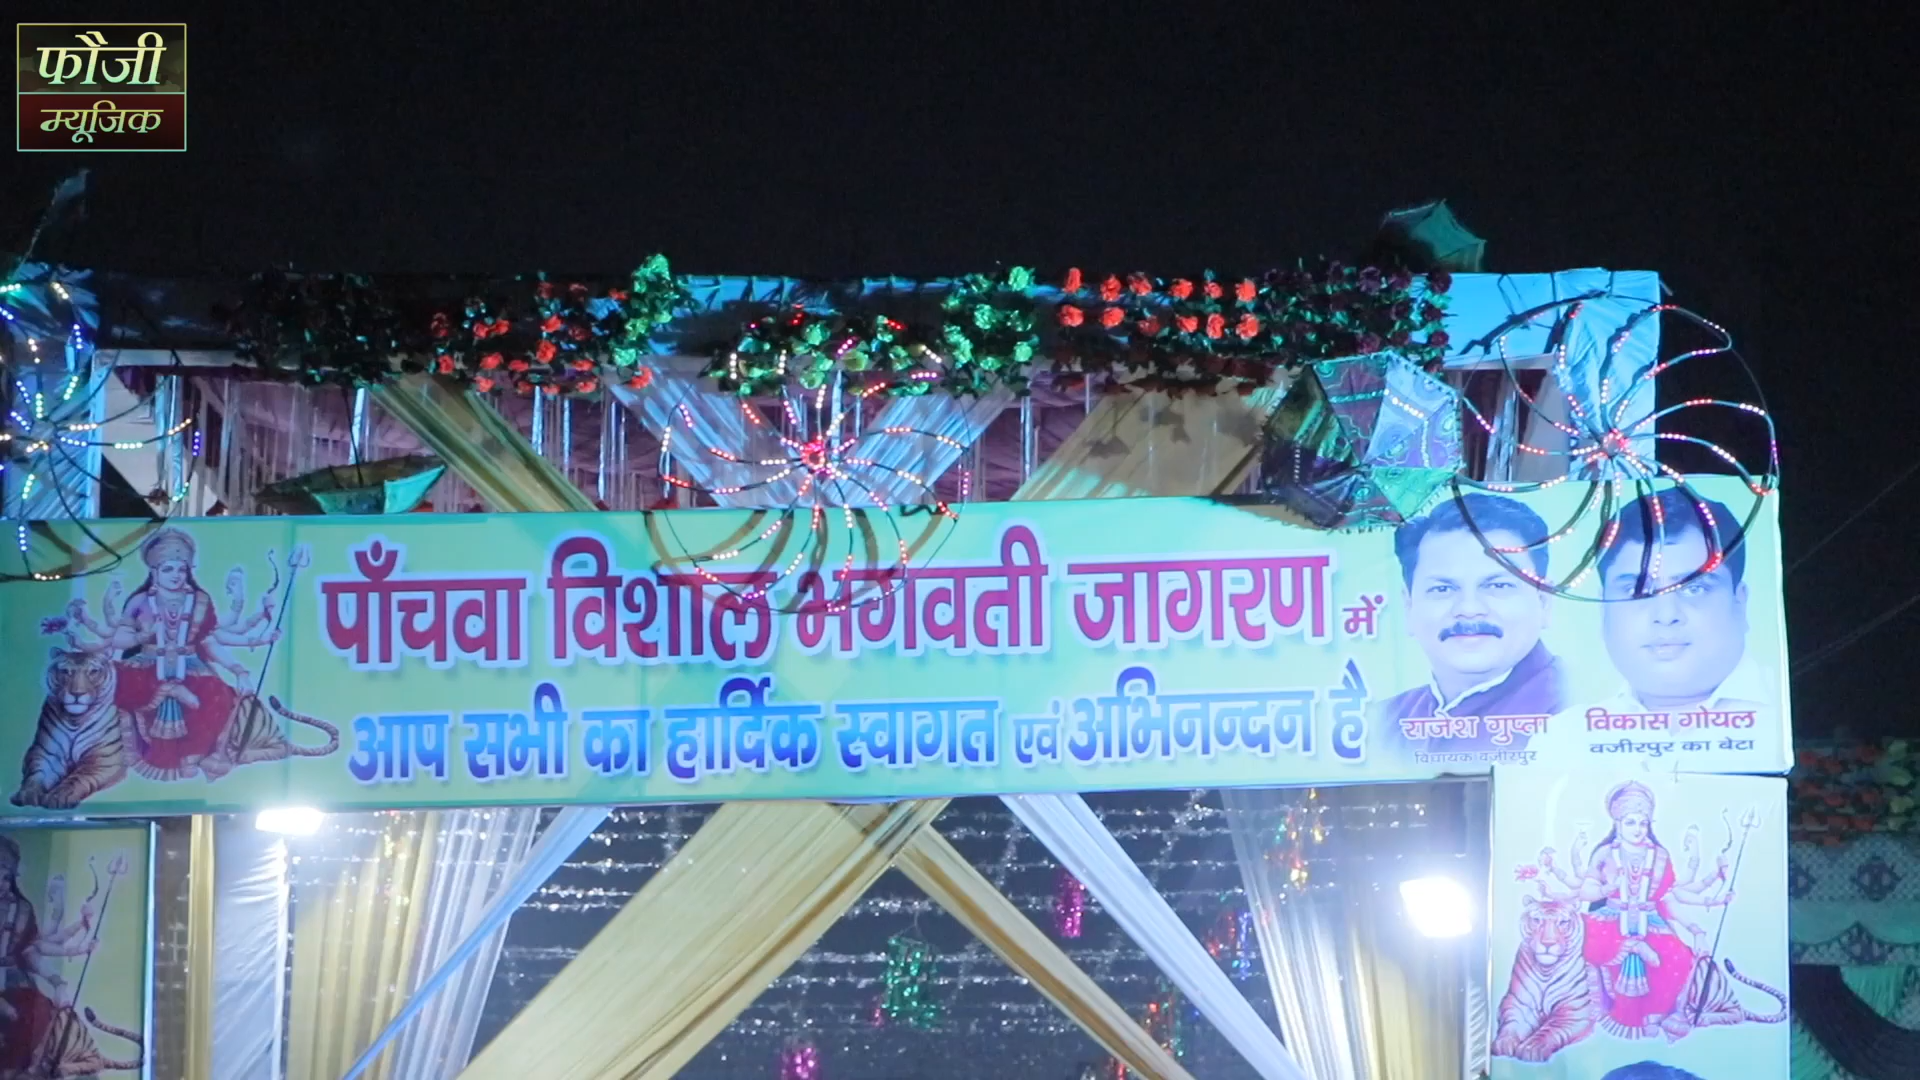 फौजी
म्यूजिक
पाँचवा विशाल भगवती जागरण में
आप सभी का हार्दिक स्वागत एवं अभिनन्दन है
राजेश गुप्ता
विधायक वजीरपुर
विकास गोयल
वजीरपुर का बेटा